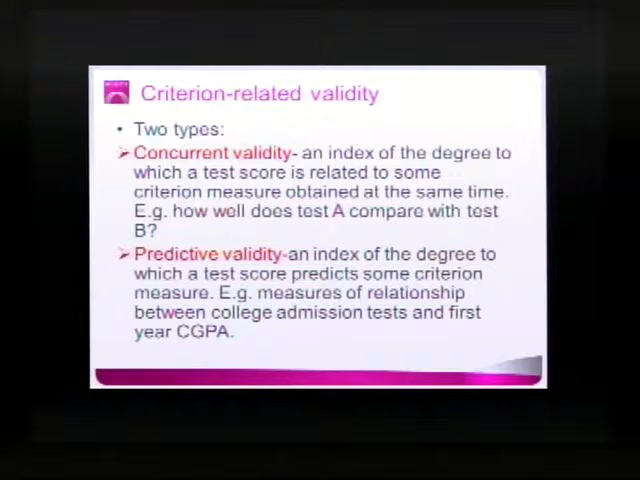 Criterion-related validity
• Two types:
➢ Concurrent validity- an index of the degree to
which a test score is related to some
criterion measure obtained at the same time.
E.g. how well does test A compare with test
B?
➢ Predictive validity-an index of the degree to
which a test score predicts some criterion
measure. E.g. measures of relationship
between college admission tests and first
year CGPA.